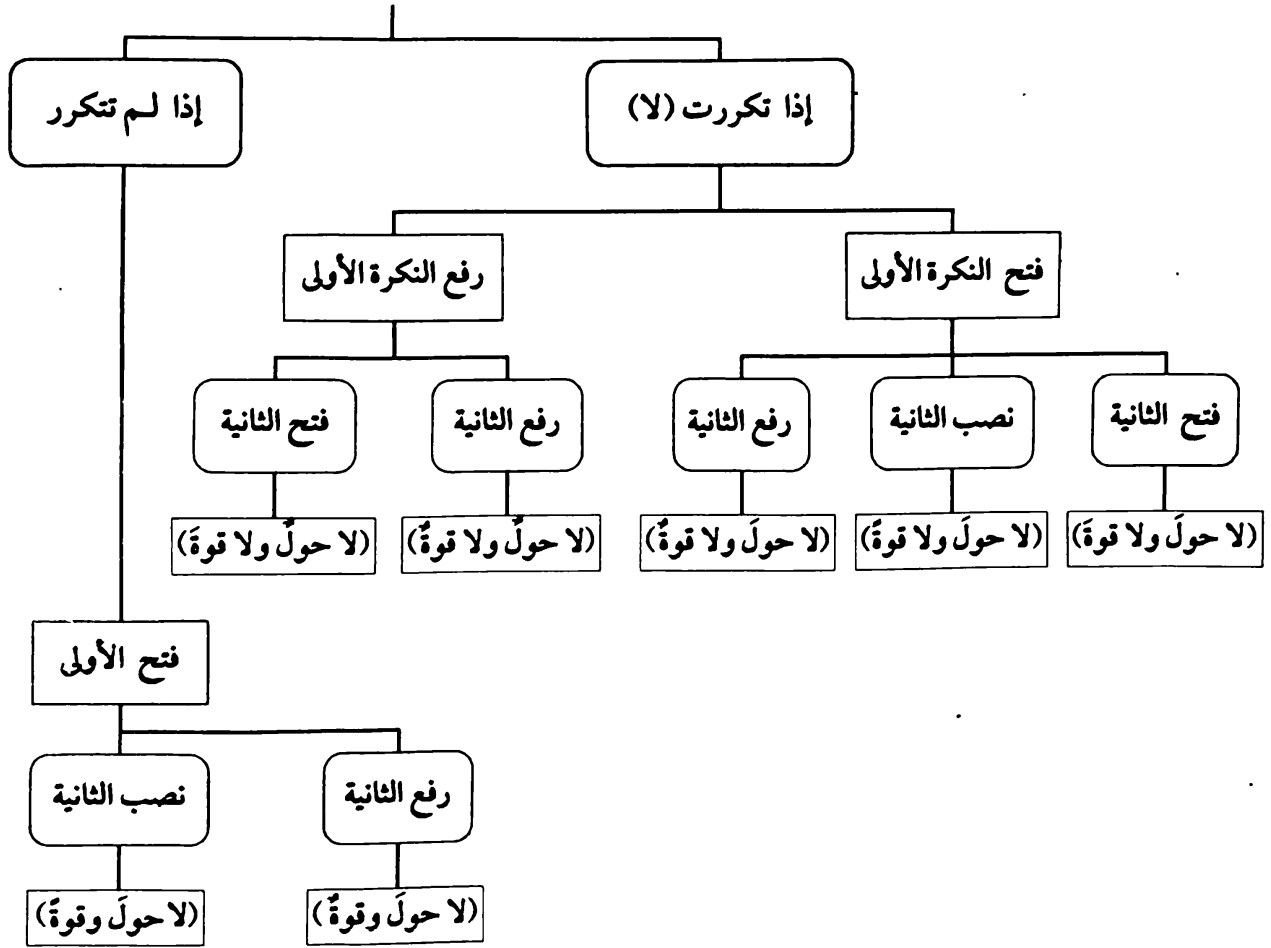 إذا تكررت (لا)
إذا لـم تتكرر
فتح النكرة الأولى
رفع النكرة الأولى
فتح الثانية
نصب الثانية
رفع الثانية
رفع الثانية
فتح الثانية
(لا حولَ ولا قوةَ)
(لا حولَ ولا قوةً)
(لا حولَ ولا قوةٌ)
(لا حولٌ ولا قوةٌ)
(لا حولٌ ولا قوةَ)
فتح الأولى
رفع الثانية
نصب الثانية
(لا حولَ وقوةٌ)
(لا حولَ وقوةً)